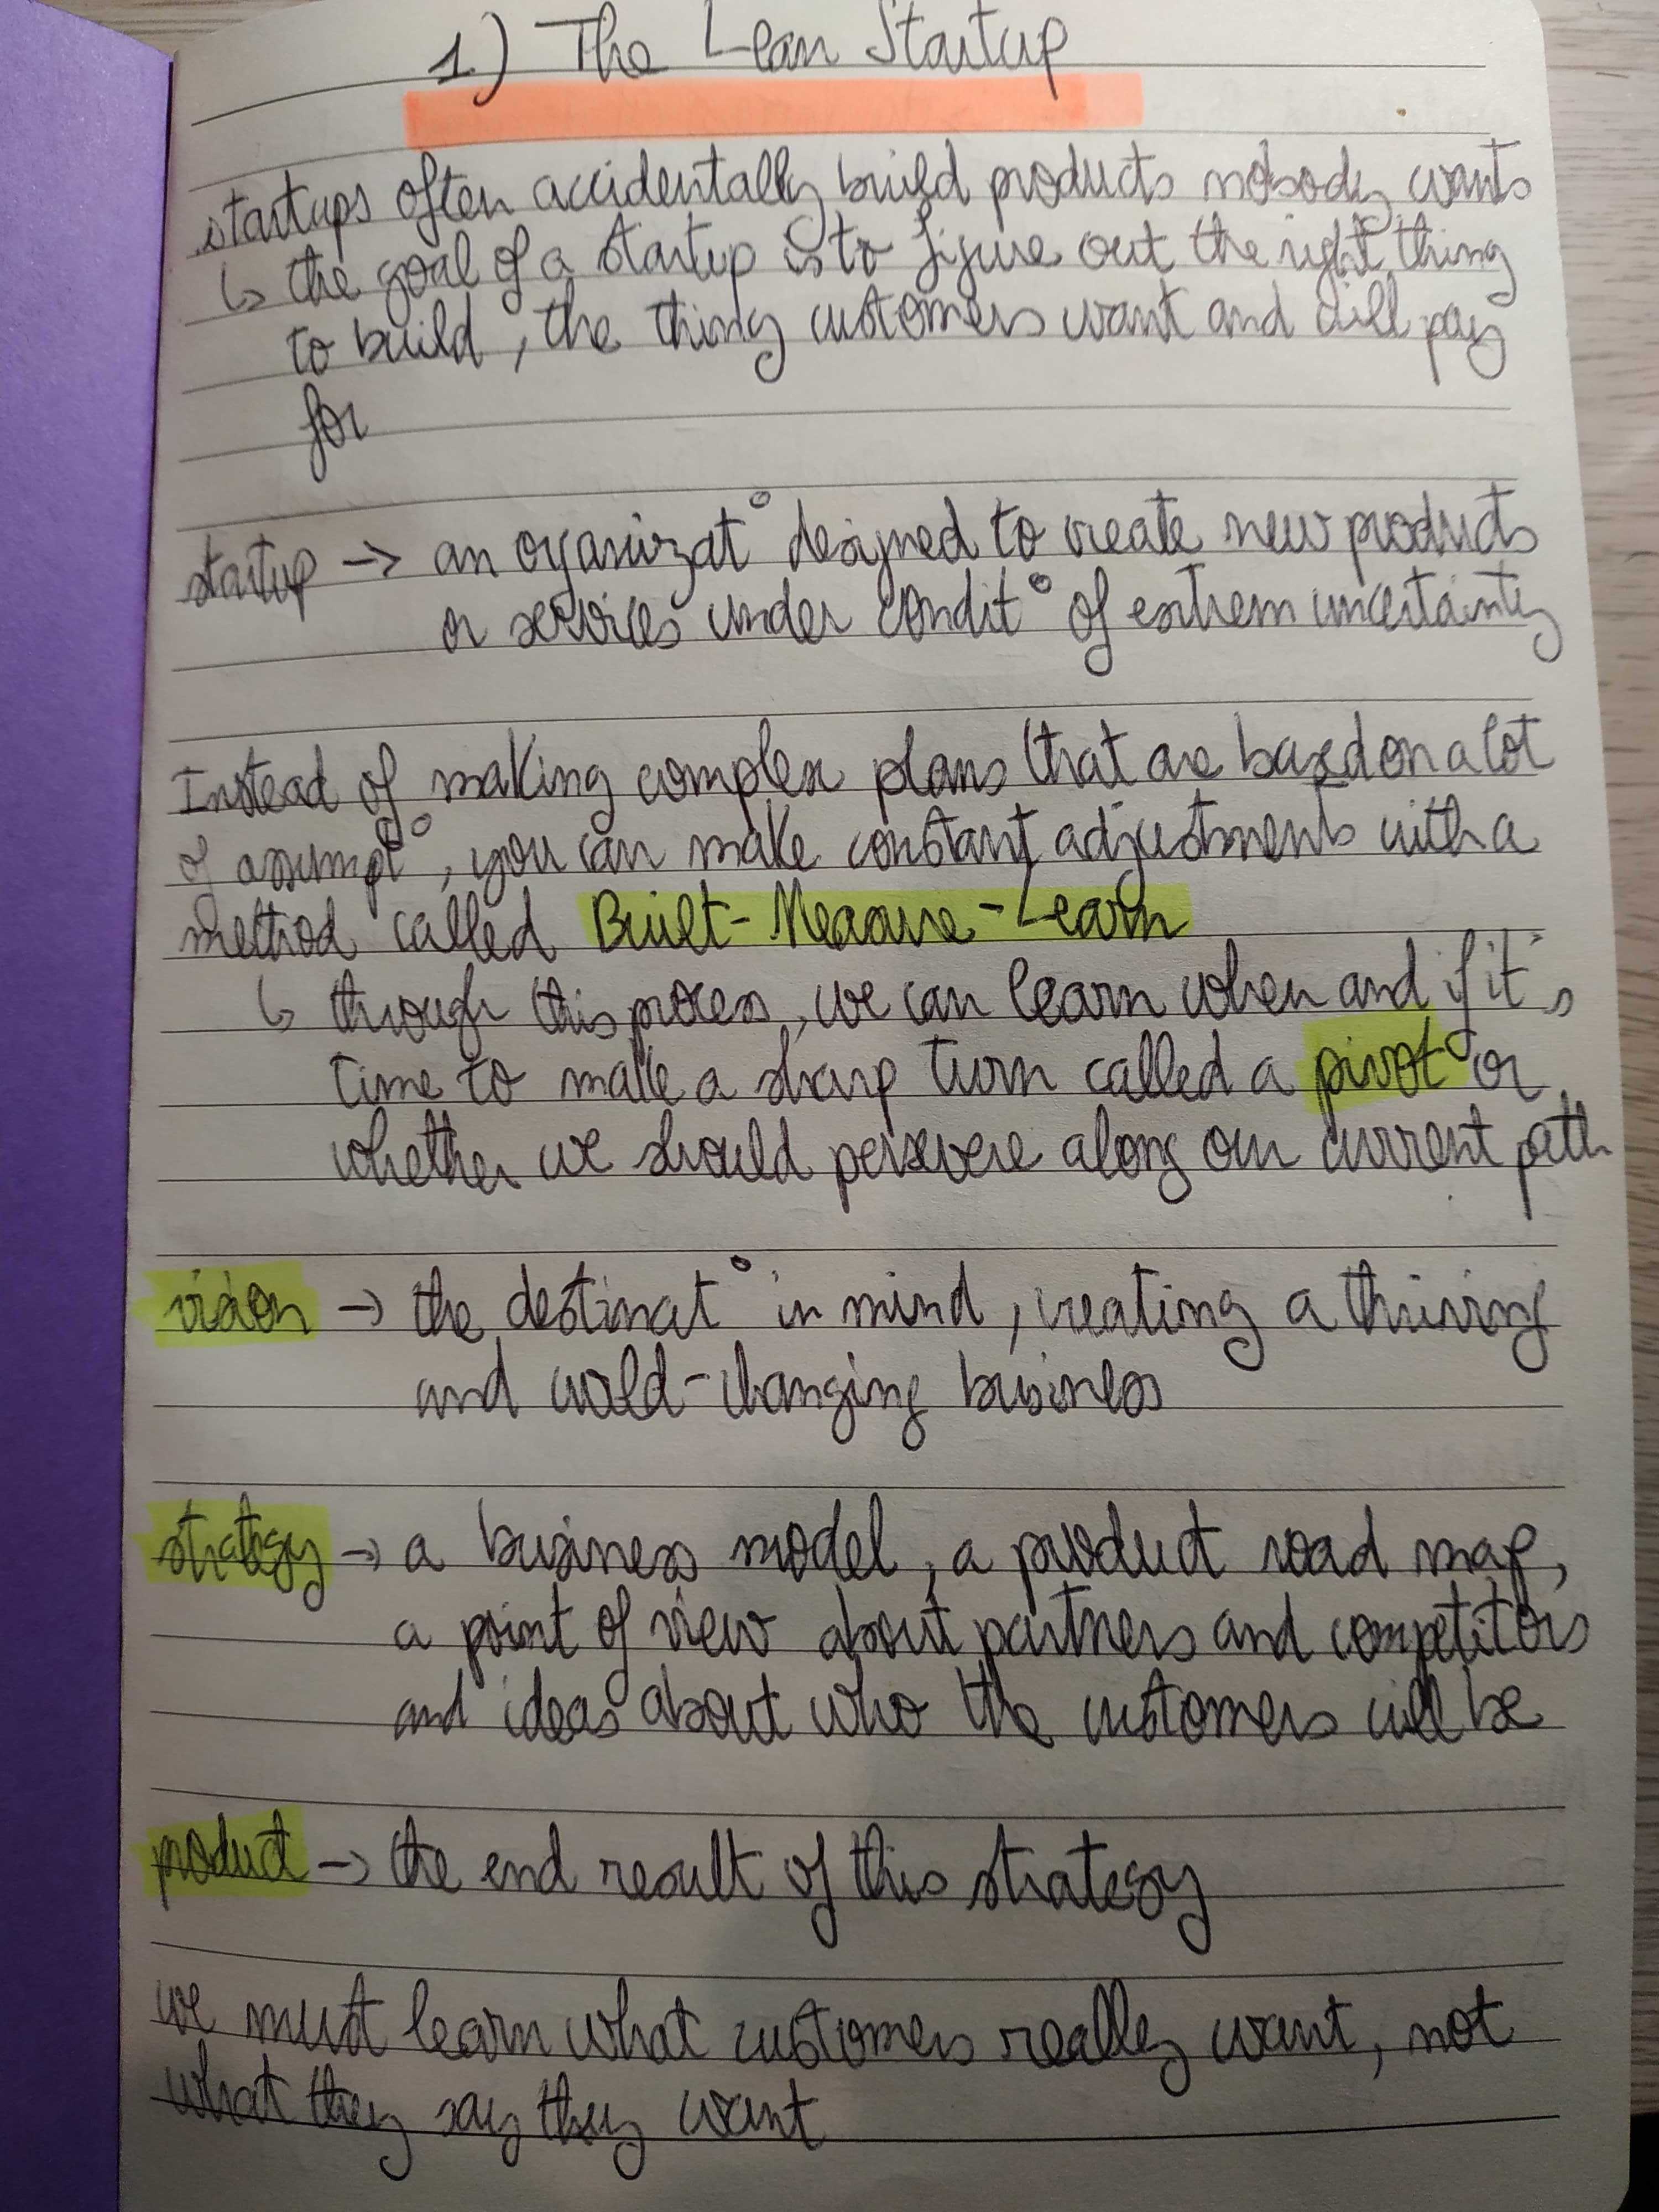 1) The Lean Startup
startups often accidentally build products nobody wants
↳ the goal of a startup is to figure out the right thing
to build, the thing customers want and will pay
for
startup → an organizat° designed to create new products
or services under condit° of extrem uncertainty
Instead of making complex plans that are based on a lot
of assumpt°, you can make constant adjustments with a
method called Built-Measure-Learn
↳ through this process, we can learn when and if it's
time to make a sharp turn called a pivot or
whether we should persevere along our current path
vision → the destinat° in mind, creating a thriving
and world-changing business
strategy → a business model, a product road map,
a point of view about partners and competitors
and ideas about who the customers will be
product → the end result of this strategy
we must learn what customers really want, not
what they say they want